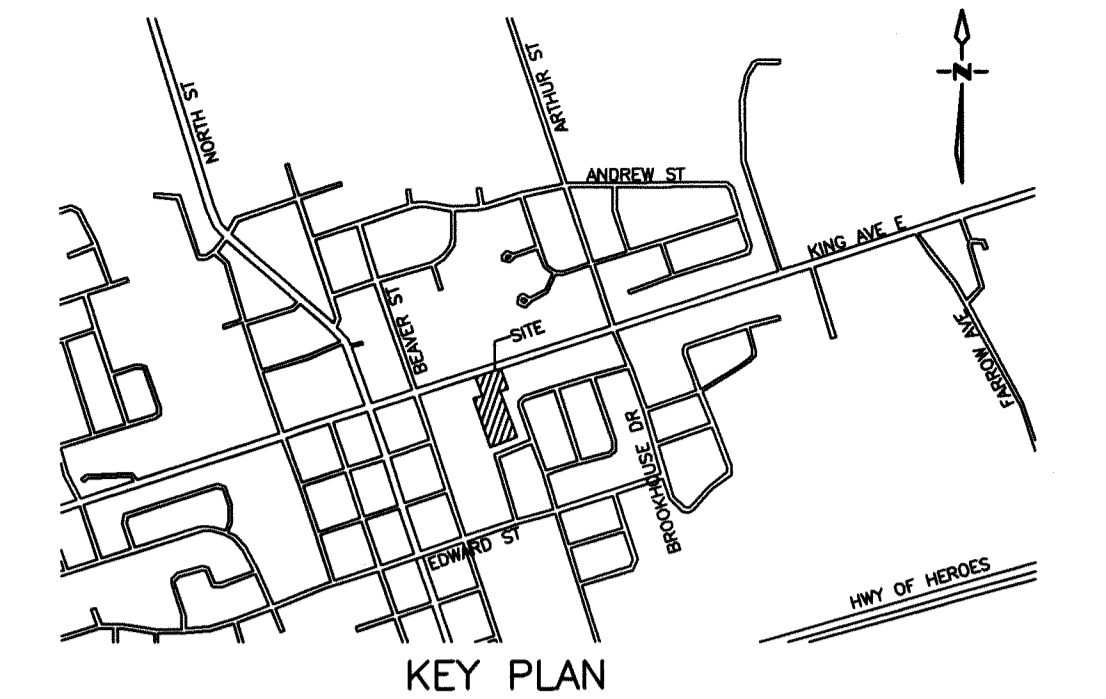 NORTH ST
ARTHUR ST
N
ANDREW ST
KING AVE E
BEAVER ST
SITE
FARROW AVE
BROOKHOUSE DR
EDWARD ST
HWY OF HEROES
KEY PLAN